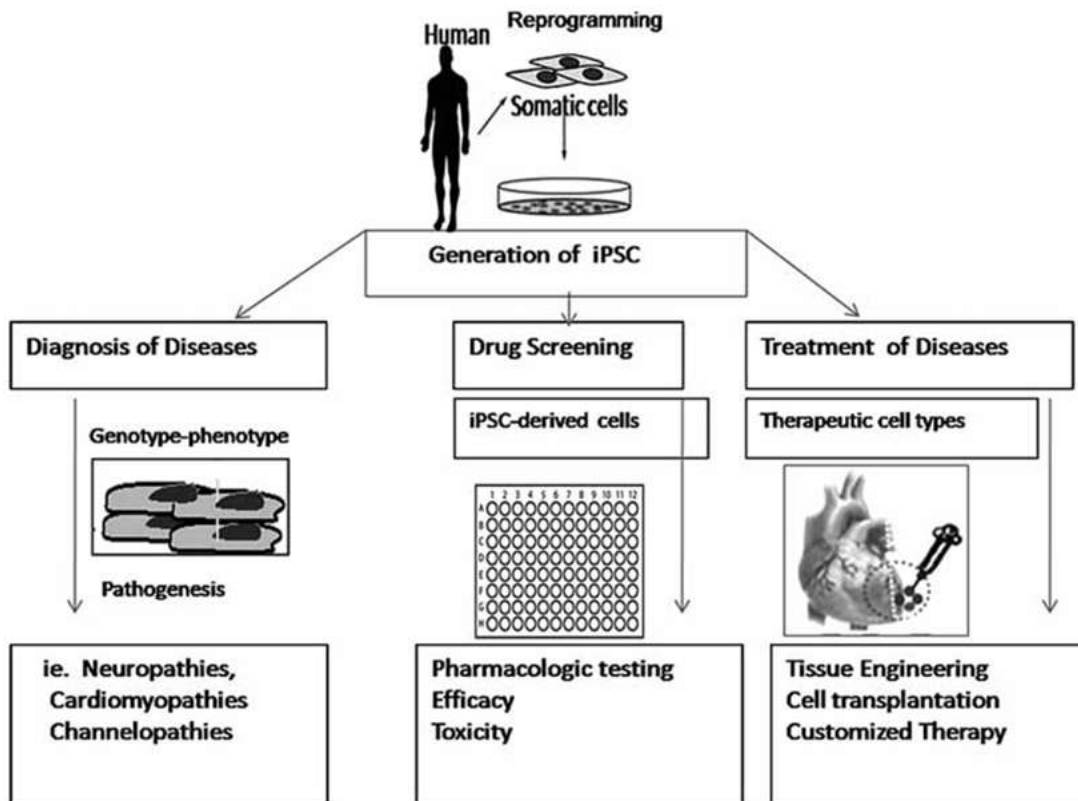 Reprogramming
Human
Somatic cells
Generation of iPSC
Diagnosis of Diseases
Drug Screening
Treatment of Diseases
iPSC-derived cells
Therapeutic cell types
Genotype-phenotype
1 2 3 4 5 6 7 8 9 10 11 12
A
B
C
D
E
F
G
H
Pathogenesis
ie. Neuropathies,
Cardiomyopathies
Channelopathies
Pharmacologic testing
Efficacy
Toxicity
Tissue Engineering
Cell transplantation
Customized Therapy